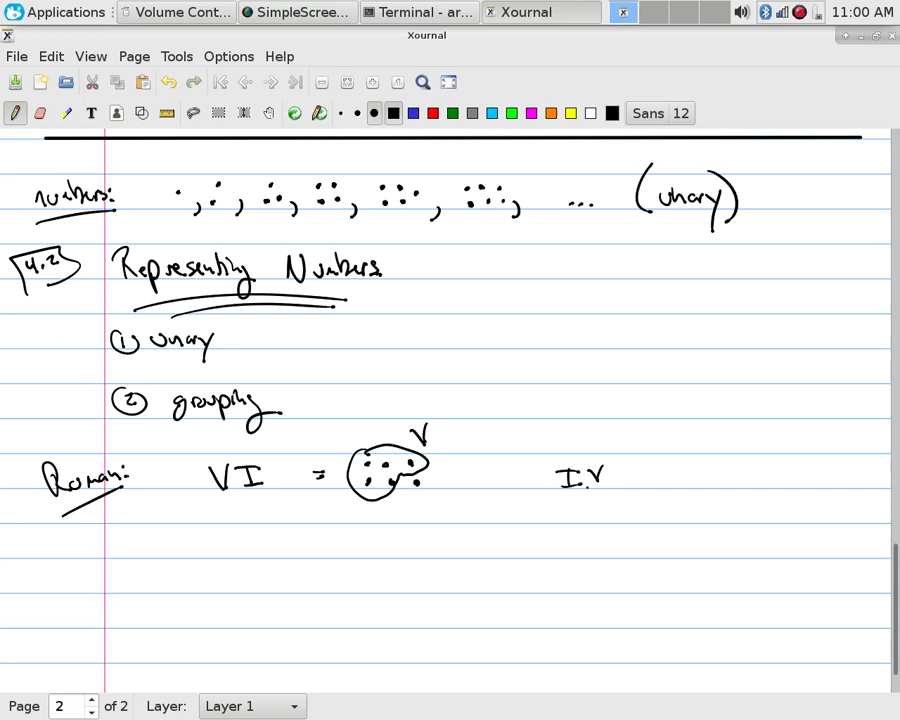 Applications Volume Cont... SimpleScree... Terminal - ar... Xournal 11:00 AM
Xournal
File Edit View Page Tools Options Help
Sans 12
numbers: . , , , , , , ... (unary)
4.2 Representing Numbers
① unary
② grouping
V
Roman: VI = IV
Page 2 of 2 Layer: Layer 1